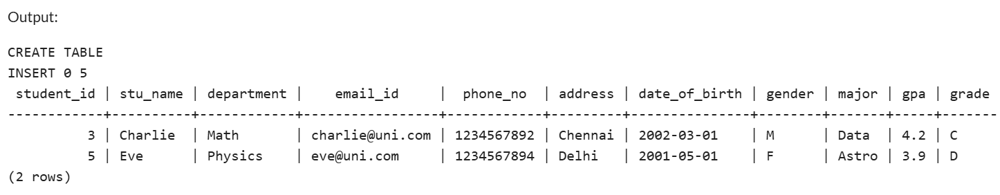 Output:
CREATE TABLE
INSERT 0 5
 student_id | stu_name | department |    email_id     |  phone_no  | address | date_of_birth | gender | major | gpa | grade
------------+----------+------------+-----------------+------------+---------+---------------+--------+-------+-----+-------
          3 | Charlie  | Math       | charlie@uni.com | 1234567892 | Chennai | 2002-03-01    | M      | Data  | 4.2 | C
          5 | Eve      | Physics    | eve@uni.com     | 1234567894 | Delhi   | 2001-05-01    | F      | Astro | 3.9 | D
(2 rows)